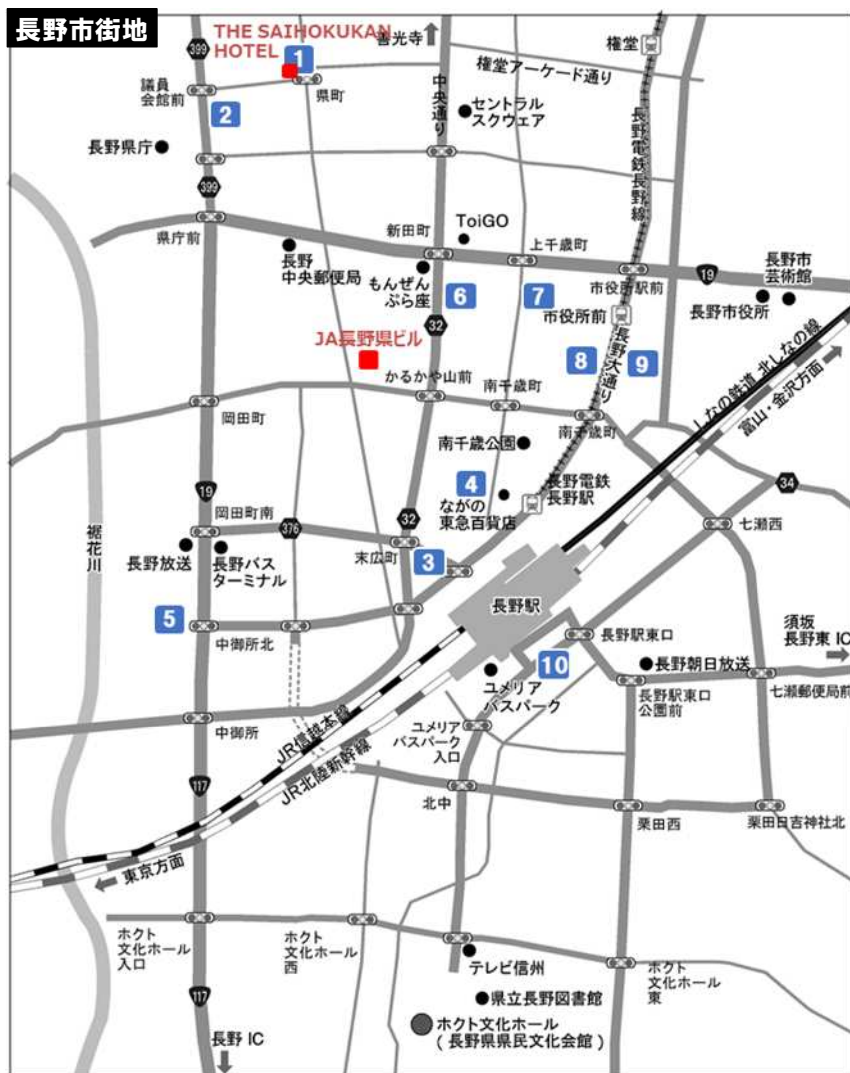 長野市街地
THE SAIHOKUKAN
HOTEL
1
399
善光寺
権堂
権堂アーケード通り
議員
会館前
県町
2
中央通り
セントラル
スクウェア
長野電鉄長野線
長野県庁
399
県庁前
新田町
ToiGO
上千歳町
長野
中央郵便局
もんぜん
ぷら座
6
7
市役所駅前
19
長野市
芸術館
長野市役所
市役所前
32
JA長野県ビル
8
長野大通り
9
しなの鉄道 北しなの線
富山・金沢方面
かるかや山前
南千歳町
岡田町
南千歳町
南千歳公園
4
長野電鉄
長野駅
ながの
東急百貨店
34
七瀬西
19
岡田町南
376
32
裾花川
長野放送
長野バス
ターミナル
末広町
3
長野駅
5
中御所北
長野駅東口
須坂
長野東 IC
10
長野朝日放送
ユメリア
バスパーク
長野駅東口
公園前
七瀬郵便局前
中御所
JR信越本線
JR北陸新幹線
ユメリア
バスパーク
入口
117
北中
栗田西
栗田日吉神社北
東京方面
ホクト
文化ホール
入口
ホクト
文化ホール
西
テレビ信州
ホクト
文化ホール
東
117
県立長野図書館
ホクト文化ホール
(長野県県民文化会館)
長野 IC